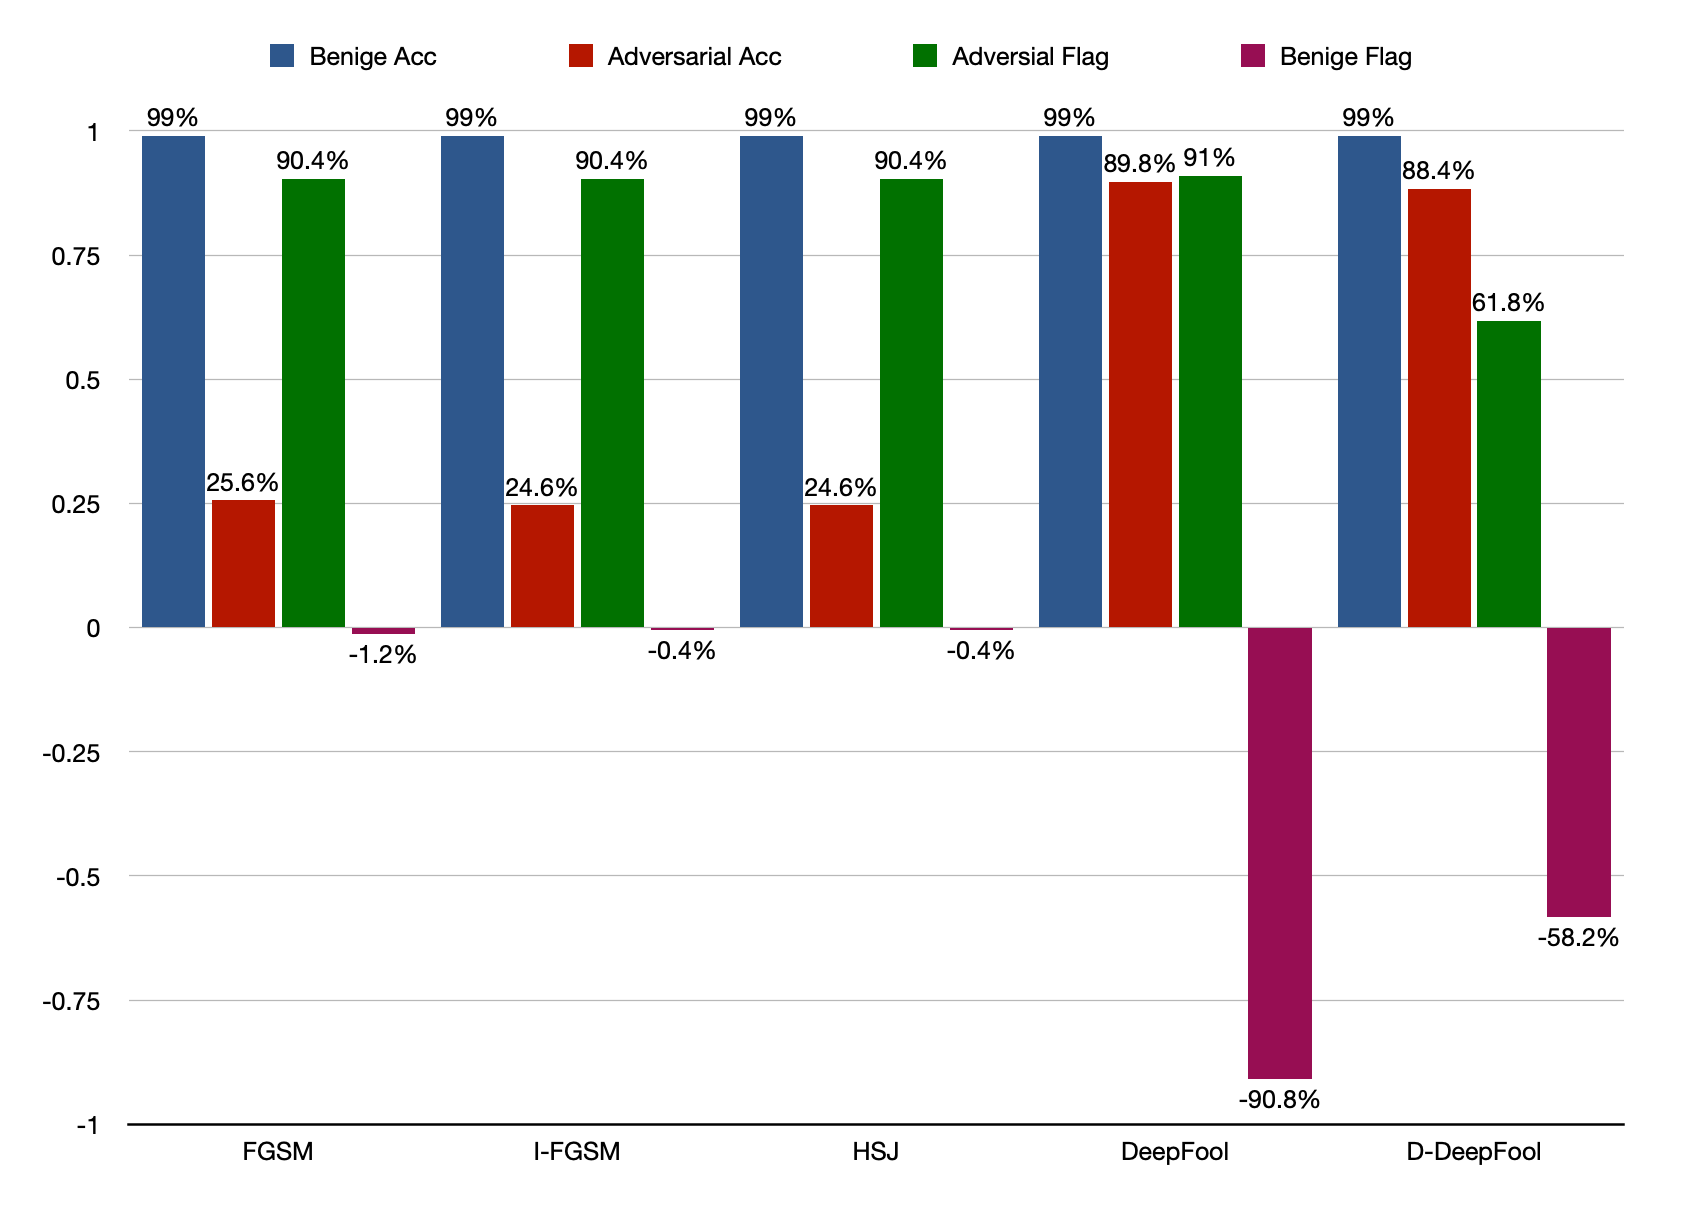 Benige Acc Adversarial Acc Adversial Flag Benige Flag
99% 99% 99% 99% 99%
90.4% 90.4% 90.4% 89.8% 91% 88.4%
61.8%
25.6% 24.6% 24.6%
-1.2% -0.4% -0.4%
-90.8%
-58.2%
1
0.75
0.5
0.25
0
-0.25
-0.5
-0.75
-1
FGSM I-FGSM HSJ DeepFool D-DeepFool